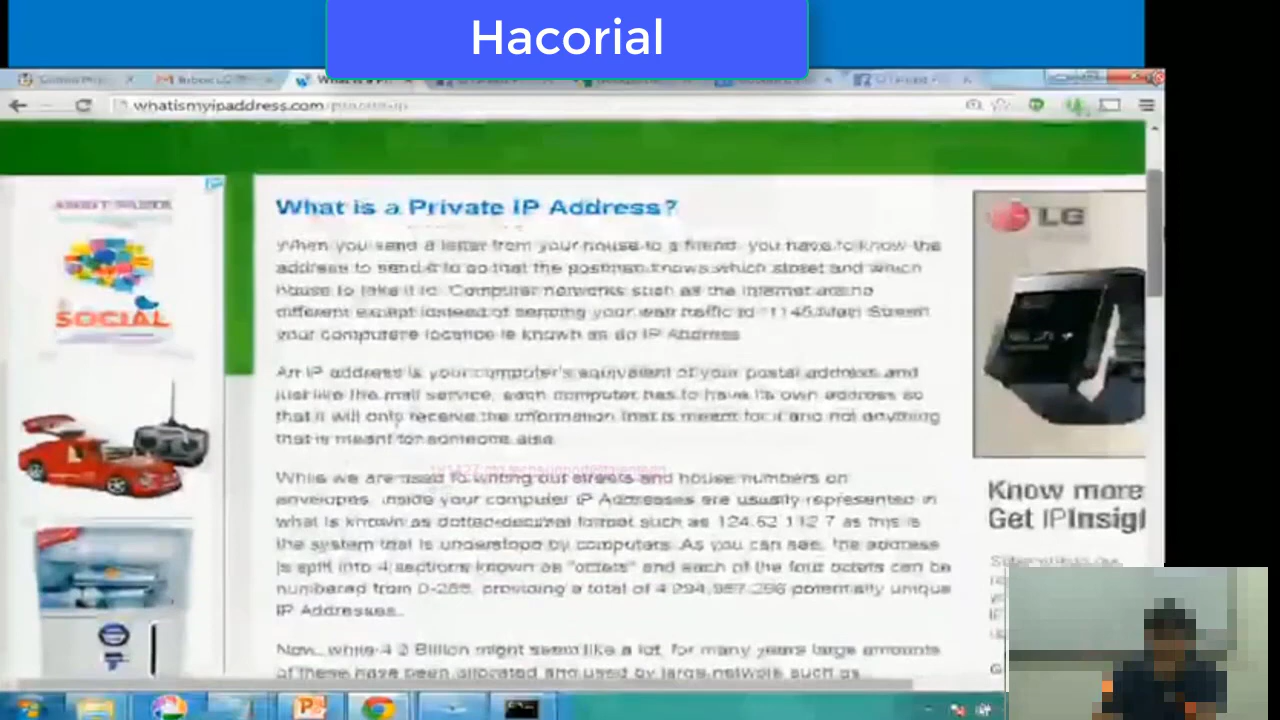 Hacorial
whatismyipaddress.com
What is a Private IP Address?
When you send a letter from your house to a friend, you have to know the
address to send it to so that the postman knows which street and which
house to take it to. Computer networks such as the Internet are no
different except instead of sending your
your computers location is known as
An IP address is your computer's equivalent of your postal address and
just like the mail service, each computer has to have its own address so
that it will only receive the information that is meant for it and not anything
that is meant for someone else.
While we are used to writing out streets and house numbers on
envelopes, inside your computer IP Addresses are usually represented in
what is known as dotted-decimal format such as 124.62.112.7 as this is
the system that is understood by computers. As you can see, the address
is split into 4 sections known as "octets" and each of the four octets can be
numbered from 0-255, providing a total of 4,294,967,296 potentially unique
IP Addresses.
Now, while 4.2 Billion might seem like a lot, for many years large amounts
of these have been allocated and used by large network such as
SOCIAL
LG
Know more
Get IPInsigh